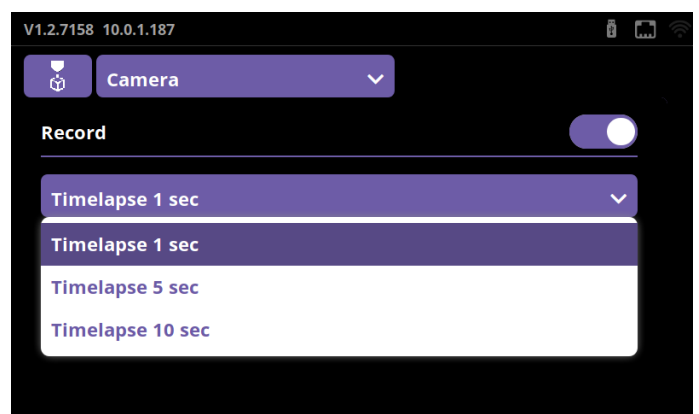 V1.2.7158 10.0.1.187
Camera
Record
Timelapse 1 sec
Timelapse 1 sec
Timelapse 5 sec
Timelapse 10 sec